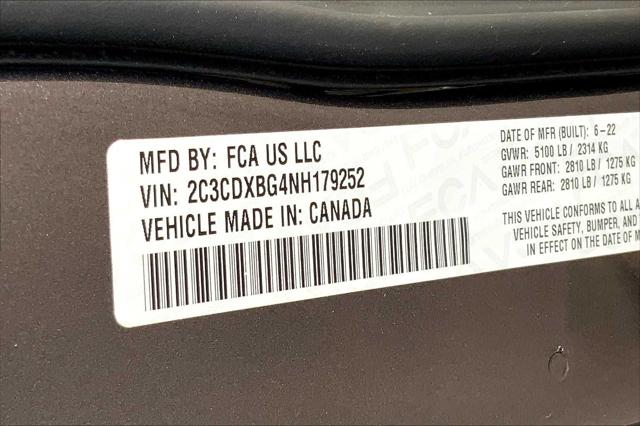 MFD BY: FCA US LLC
VIN: 2C3CDXBG4NH179252
VEHICLE MADE IN: CANADA
DATE OF MFR (BUILT): 6-22
GVWR: 5100 LB / 2314 KG
GAWR FRONT: 2810 LB / 1275 KG
GAWR REAR: 2810 LB / 1275 KG
THIS VEHICLE CONFORMS TO ALL A
VEHICLE SAFETY, BUMPER, AND
IN EFFECT ON THE DATE OF M